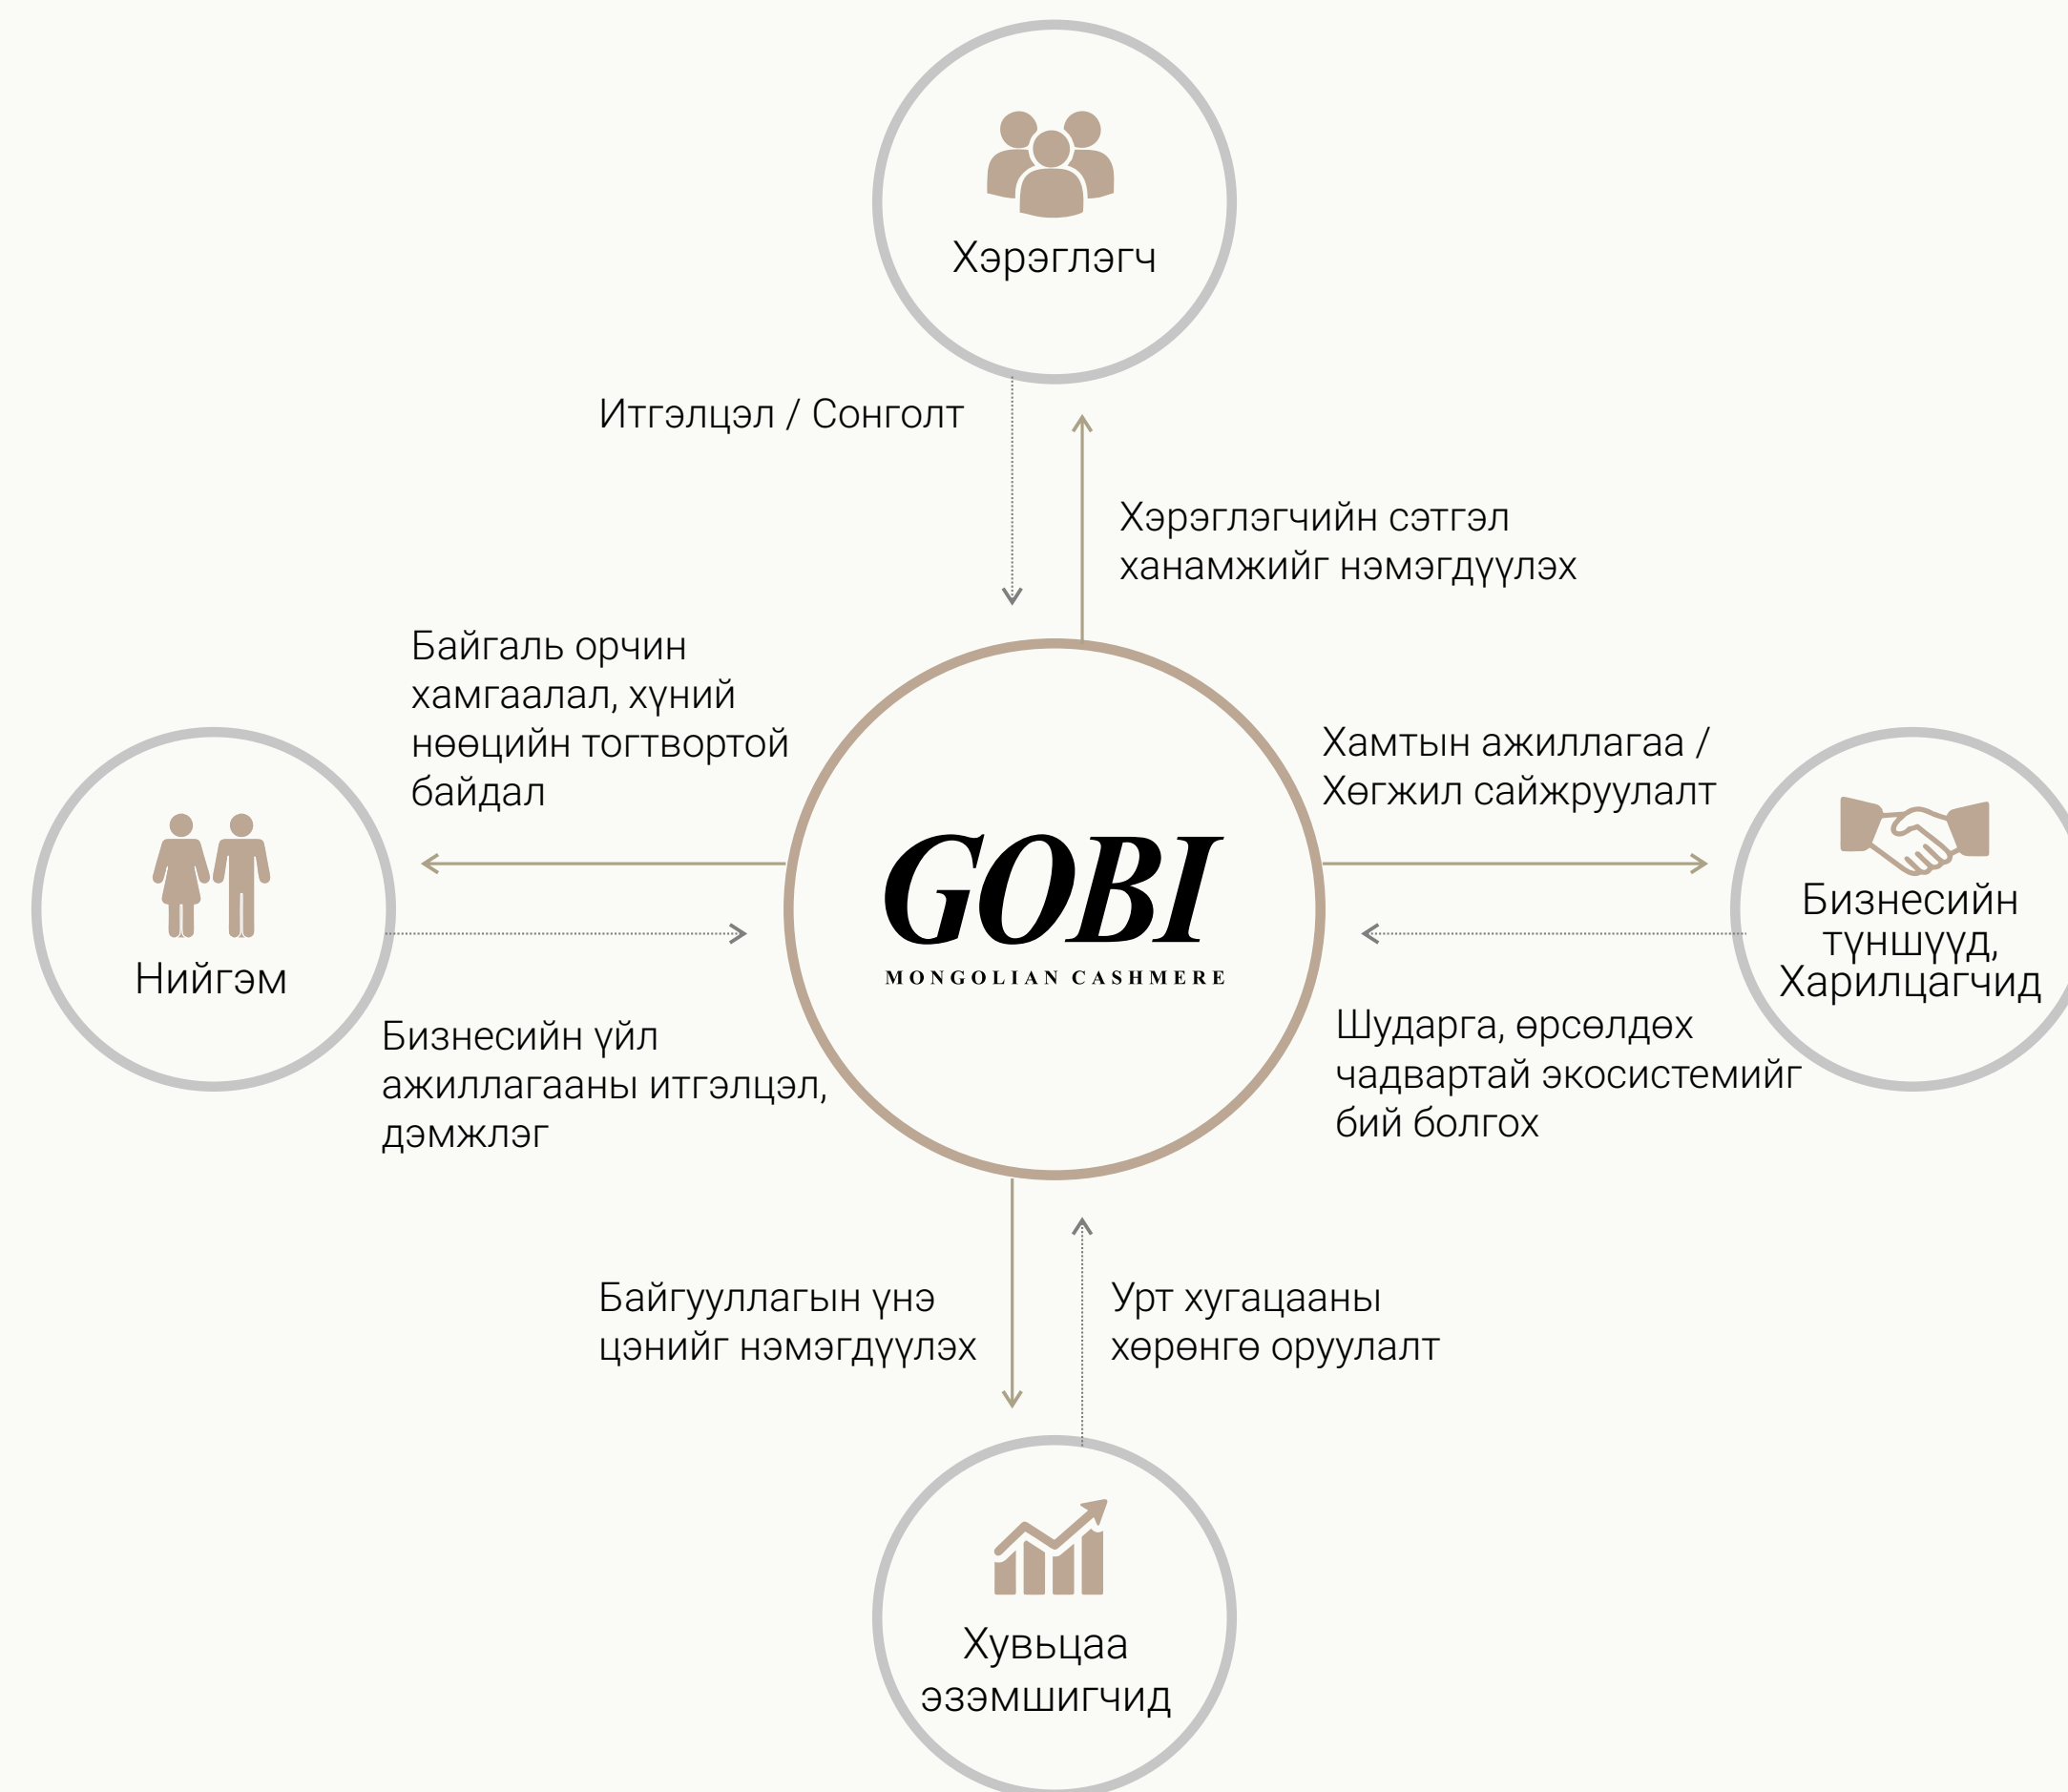 Хэрэглэгч
Итгэлцэл / Сонголт
Хэрэглэгчийн сэтгэл
ханамжийг нэмэгдүүлэх
Байгаль орчин
хамгаалал, хүний
нөөцийн тогтвортой
байдал
Хамтын ажиллагаа /
Хөгжил сайжруулалт
Нийгэм
GOBI
MONGOLIAN CASHMERE
Бизнесийн
түншүүд,
Харилцагчид
Бизнесийн үйл
ажиллагааны итгэлцэл,
дэмжлэг
Шударга, өрсөлдөх
чадвартай экосистемийг
бий болгох
Байгууллагын үнэ
цэнийг нэмэгдүүлэх
Урт хугацааны
хөрөнгө оруулалт
Хувьцаа
эзэмшигчид